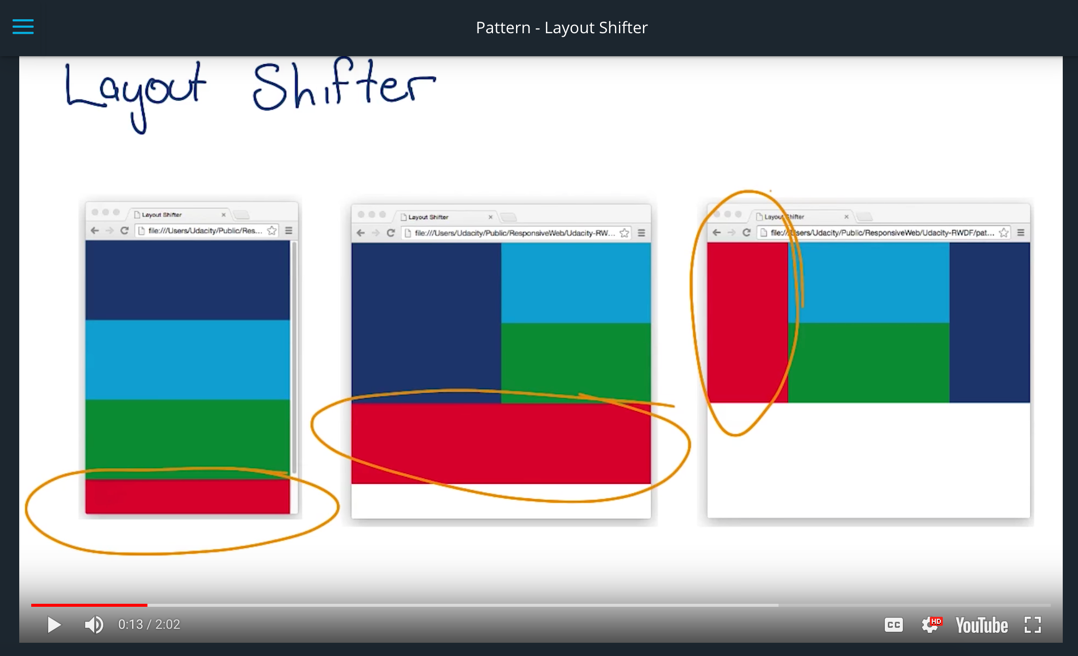 Pattern - Layout Shifter
Layout Shifter
Layout Shifter
file:///Users/Udacity/Public/Res...
Layout Shifter
file:///Users/Udacity/Public/ResponsiveWeb/Udacity-RW...
Layout Shifter
file:///Users/Udacity/Public/ResponsiveWeb/Udacity-RWDF/pat...
0:13 / 2:02
CC
HD
YouTube